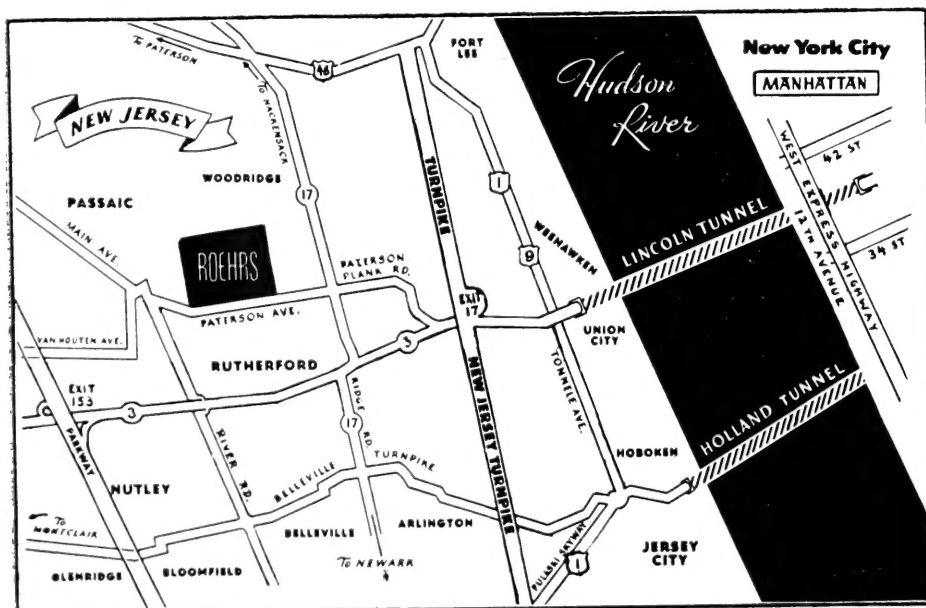 To PATERSON
46
FORT
LEE
Hudson
River
New York City
MANHATTAN
NEW JERSEY
To HACKENSACK
WOODRIDGE
17
TURNPIKE
1
WEEHAWKEN
9
LINCOLN TUNNEL
WEST EXPRESS HIGHWAY
12TH AVENUE
42 ST
34 ST
PASSAIC
MAIN AVE.
ROEHRS
PATERSON
PLANK RD.
PATERSON AVE.
EXIT
17
UNION
CITY
VAN HOUTEN AVE.
RUTHERFORD
3
TONNELE AVE.
NEW JERSEY TURNPIKE
HOLLAND TUNNEL
EXIT
153
3
PARKWAY
RIVER
RD.
RIDGE
RD.
17
HOBOKEN
NUTLEY
BELLEVILLE
TURNPIKE
To
MONTCLAIR
BELLEVILLE
ARLINGTON
PULASKI SKYWAY
1
JERSEY
CITY
GLENRIDGE
BLOOMFIELD
To NEWARK